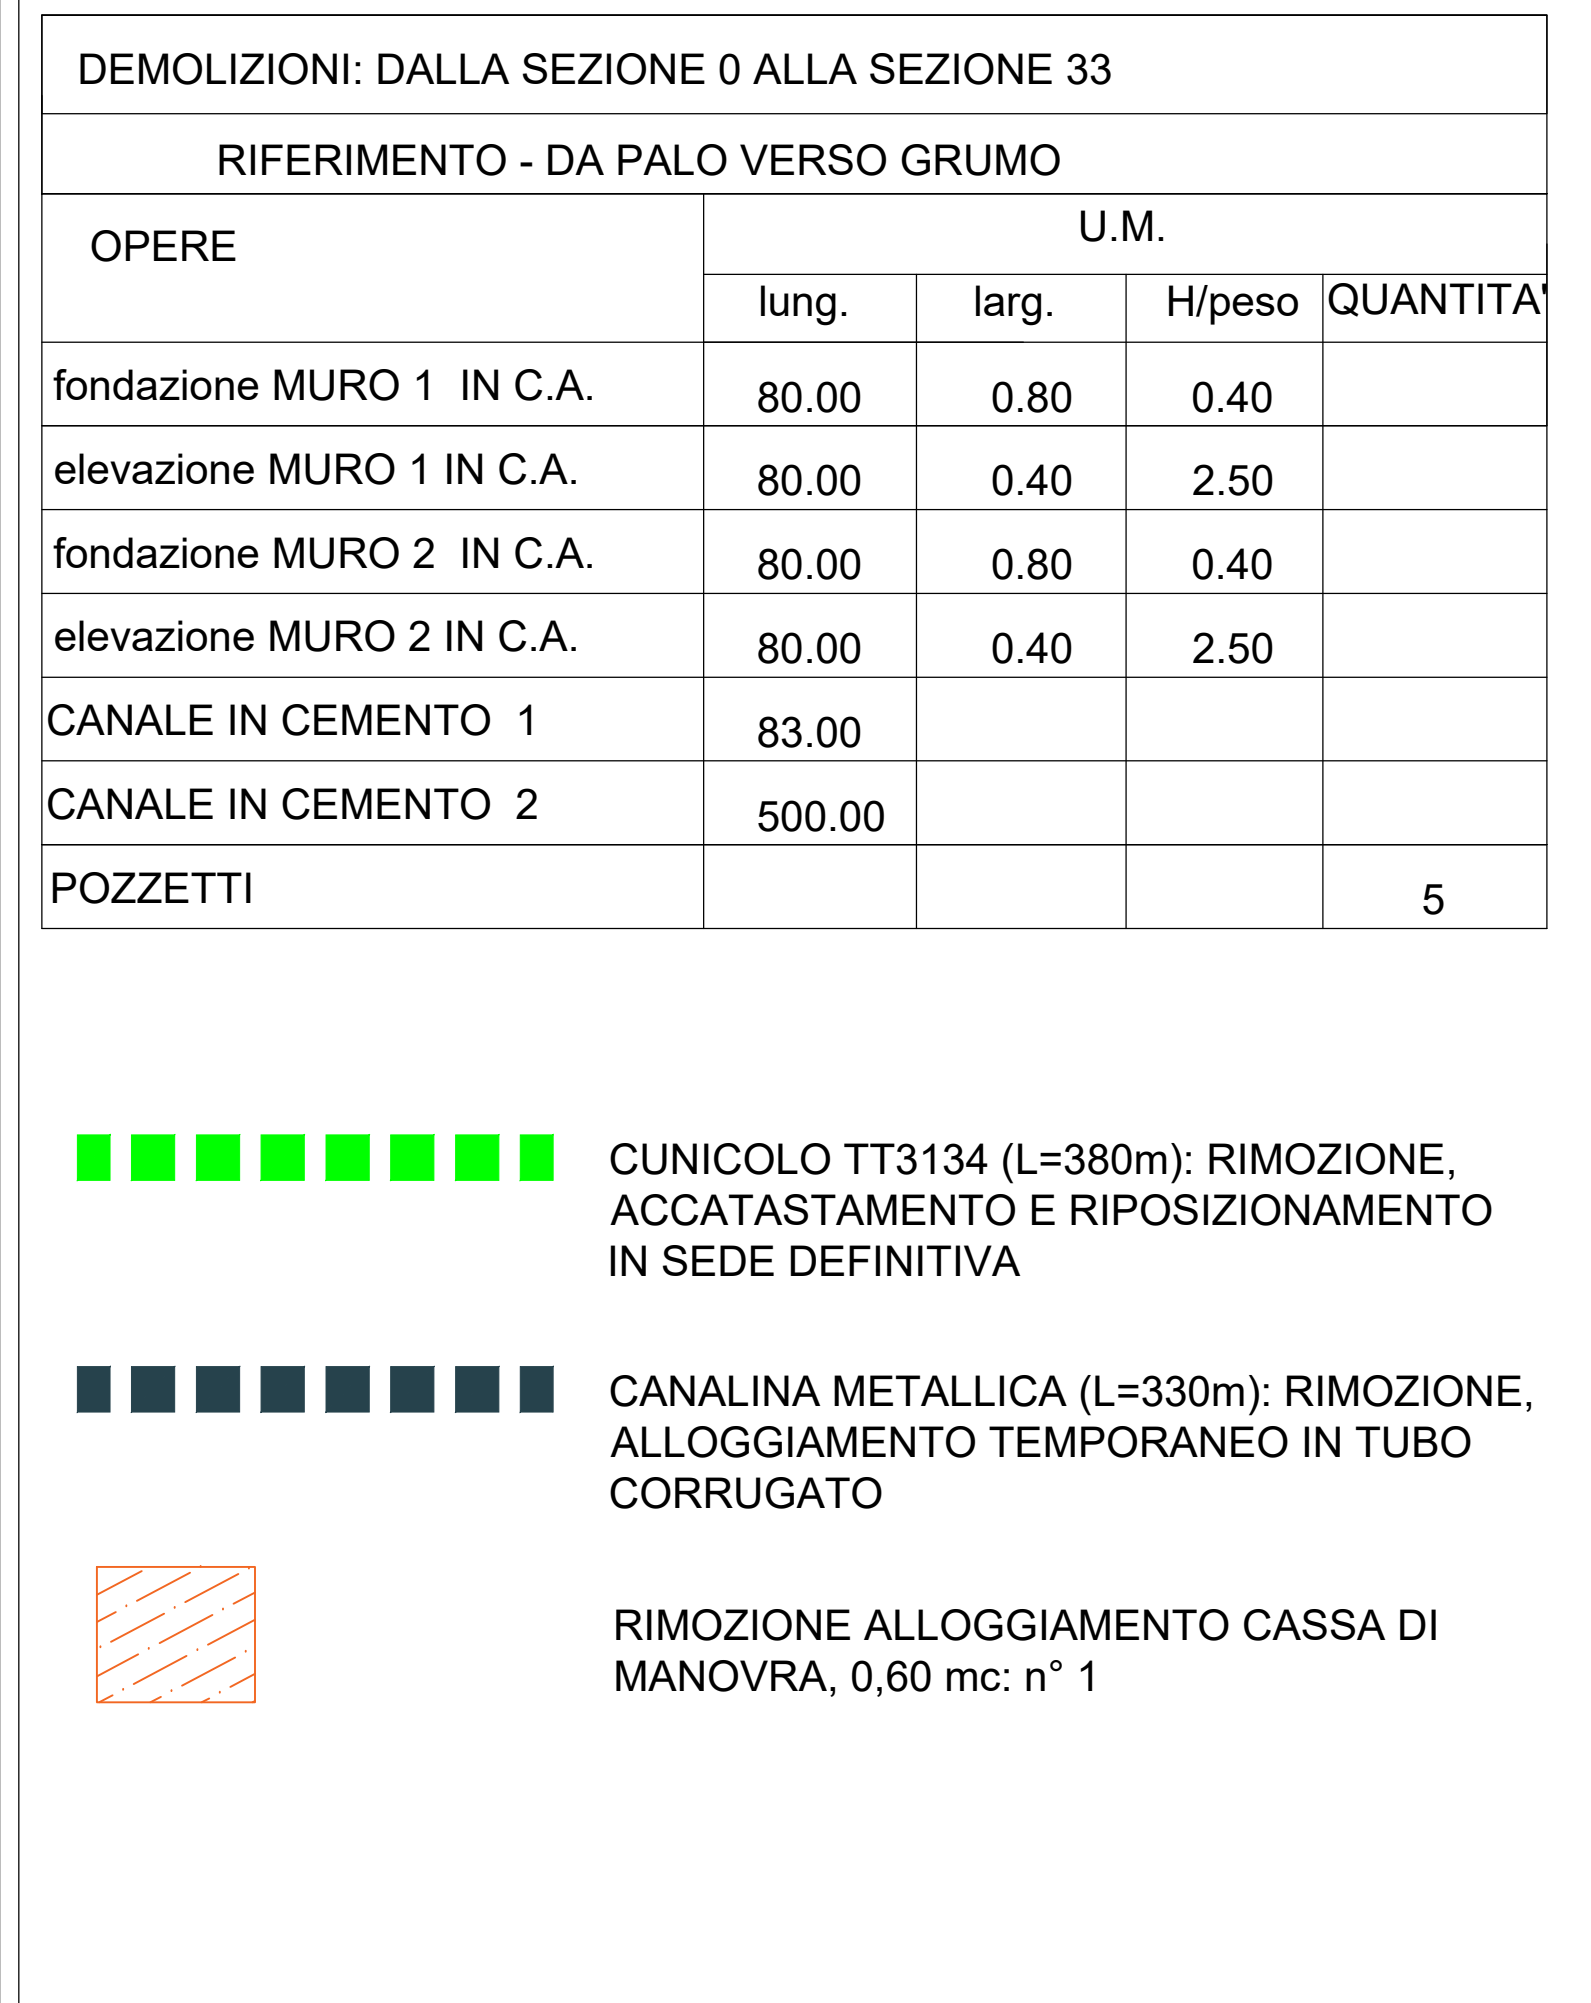 DEMOLIZIONI: DALLA SEZIONE 0 ALLA SEZIONE 33
RIFERIMENTO - DA PALO VERSO GRUMO
OPERE U.M.
lung. larg. H/peso QUANTITA'
fondazione MURO 1 IN C.A. 80.00 0.80 0.40
elevazione MURO 1 IN C.A. 80.00 0.40 2.50
fondazione MURO 2 IN C.A. 80.00 0.80 0.40
elevazione MURO 2 IN C.A. 80.00 0.40 2.50
CANALE IN CEMENTO 1 83.00
CANALE IN CEMENTO 2 500.00
POZZETTI 5
CUNICOLO TT3134 (L=380m): RIMOZIONE,
ACCATASTAMENTO E RIPOSIZIONAMENTO
IN SEDE DEFINITIVA
CANALINA METALLICA (L=330m): RIMOZIONE,
ALLOGGIAMENTO TEMPORANEO IN TUBO
CORRUGATO
RIMOZIONE ALLOGGIAMENTO CASSA DI
MANOVRA, 0,60 mc: n° 1